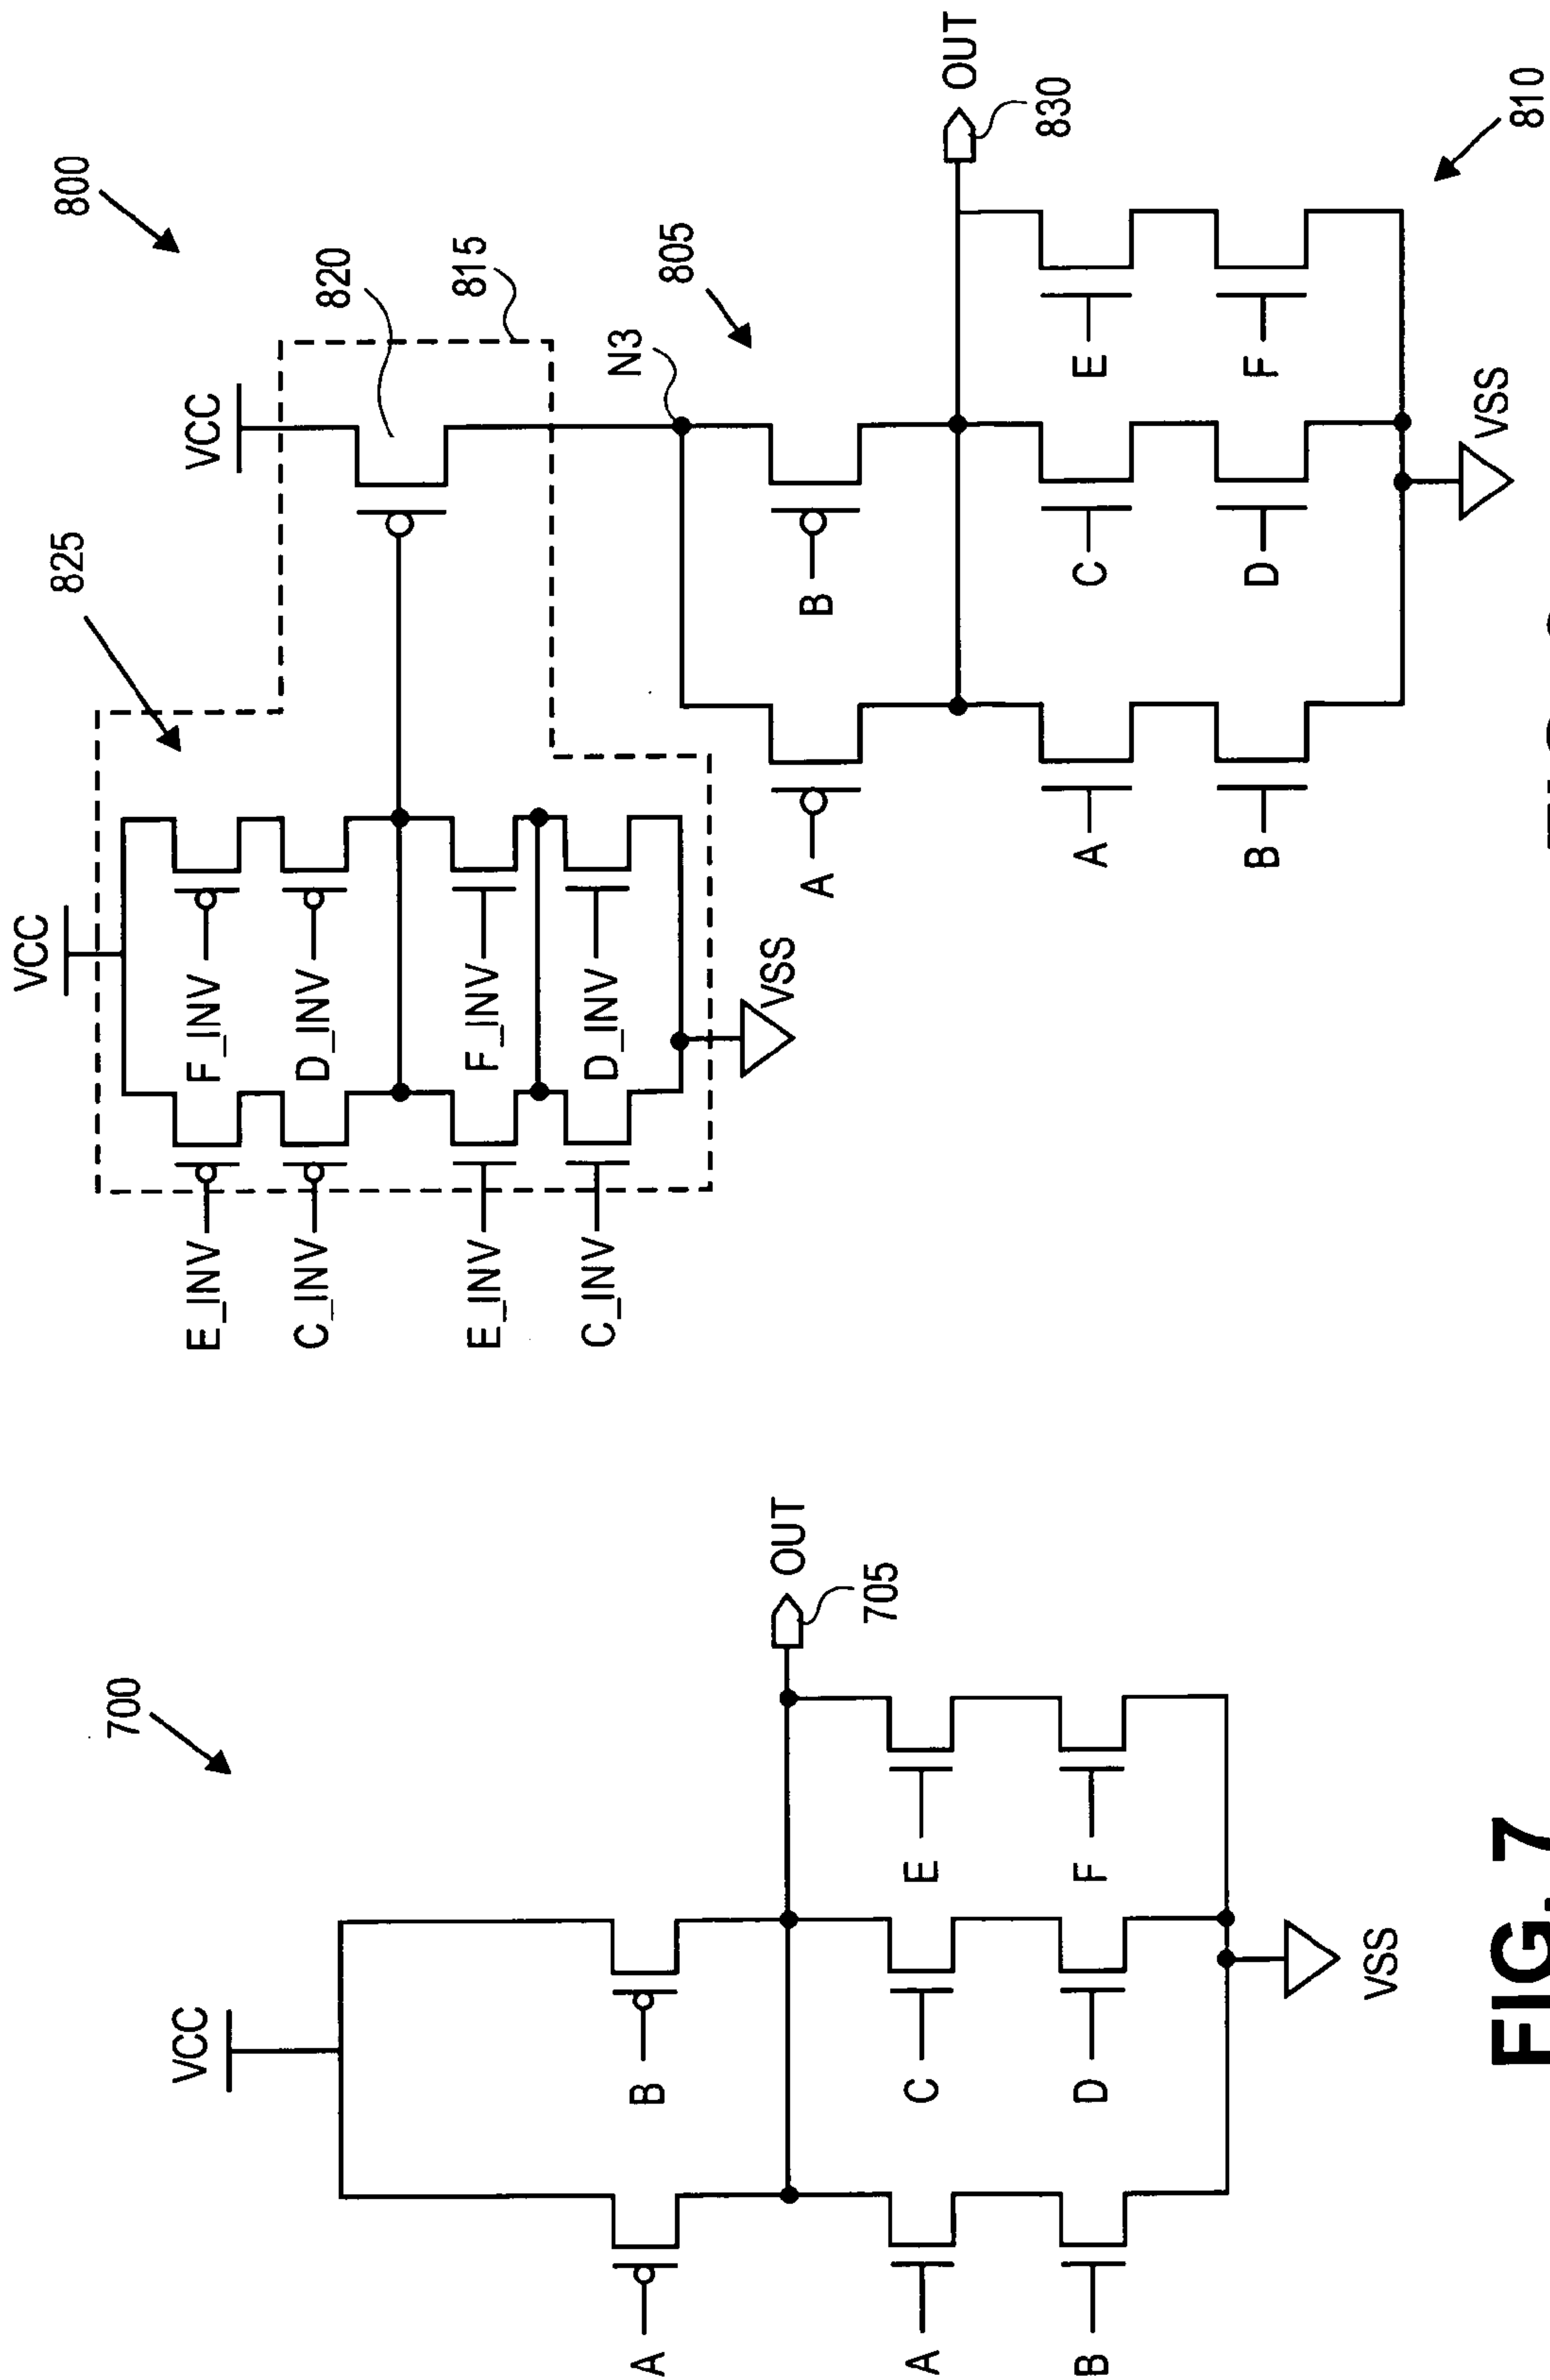 700
VCC
A
B
OUT
705
A
C
E
B
D
F
VSS
FIG. 7
800
825
VCC
VCC
820
815
E_INV
F_INV
C_INV
D_INV
E_INV
F_INV
C_INV
D_INV
VSS
N3
805
A
B
OUT
830
A
C
E
B
D
F
VSS
810